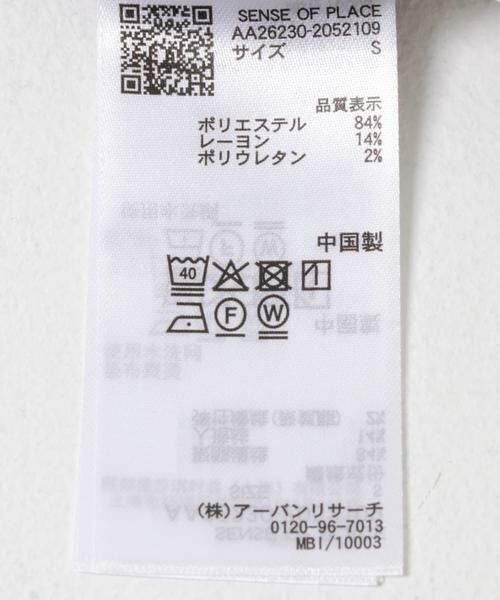 SENSE OF PLACE
AA26230-2052109
サイズ S
品質表示
ポリエステル 84%
レーヨン 14%
ポリウレタン 2%
中国製
40
F W
(株)アーバンリサーチ
0120-96-7013
MBI/10003